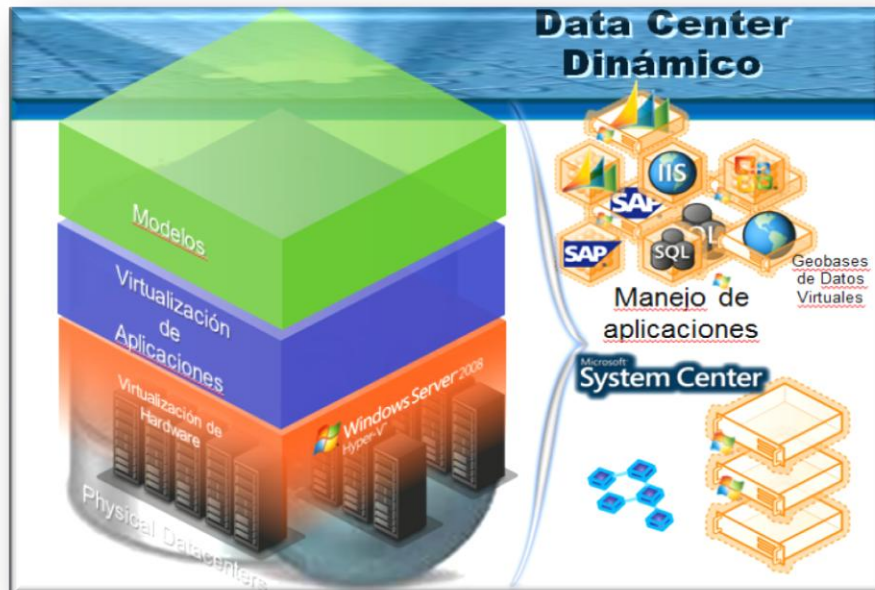 Data Center
Dinámico
Modelos
Virtualización
de
Aplicaciones
Virtualización de
Hardware
Windows Server 2008
Hyper-V
Physical Datacenters
IIS
SAP
SAP
SQL
QL
Geobases
de Datos
Virtuales
Manejo de
aplicaciones
Microsoft
System Center